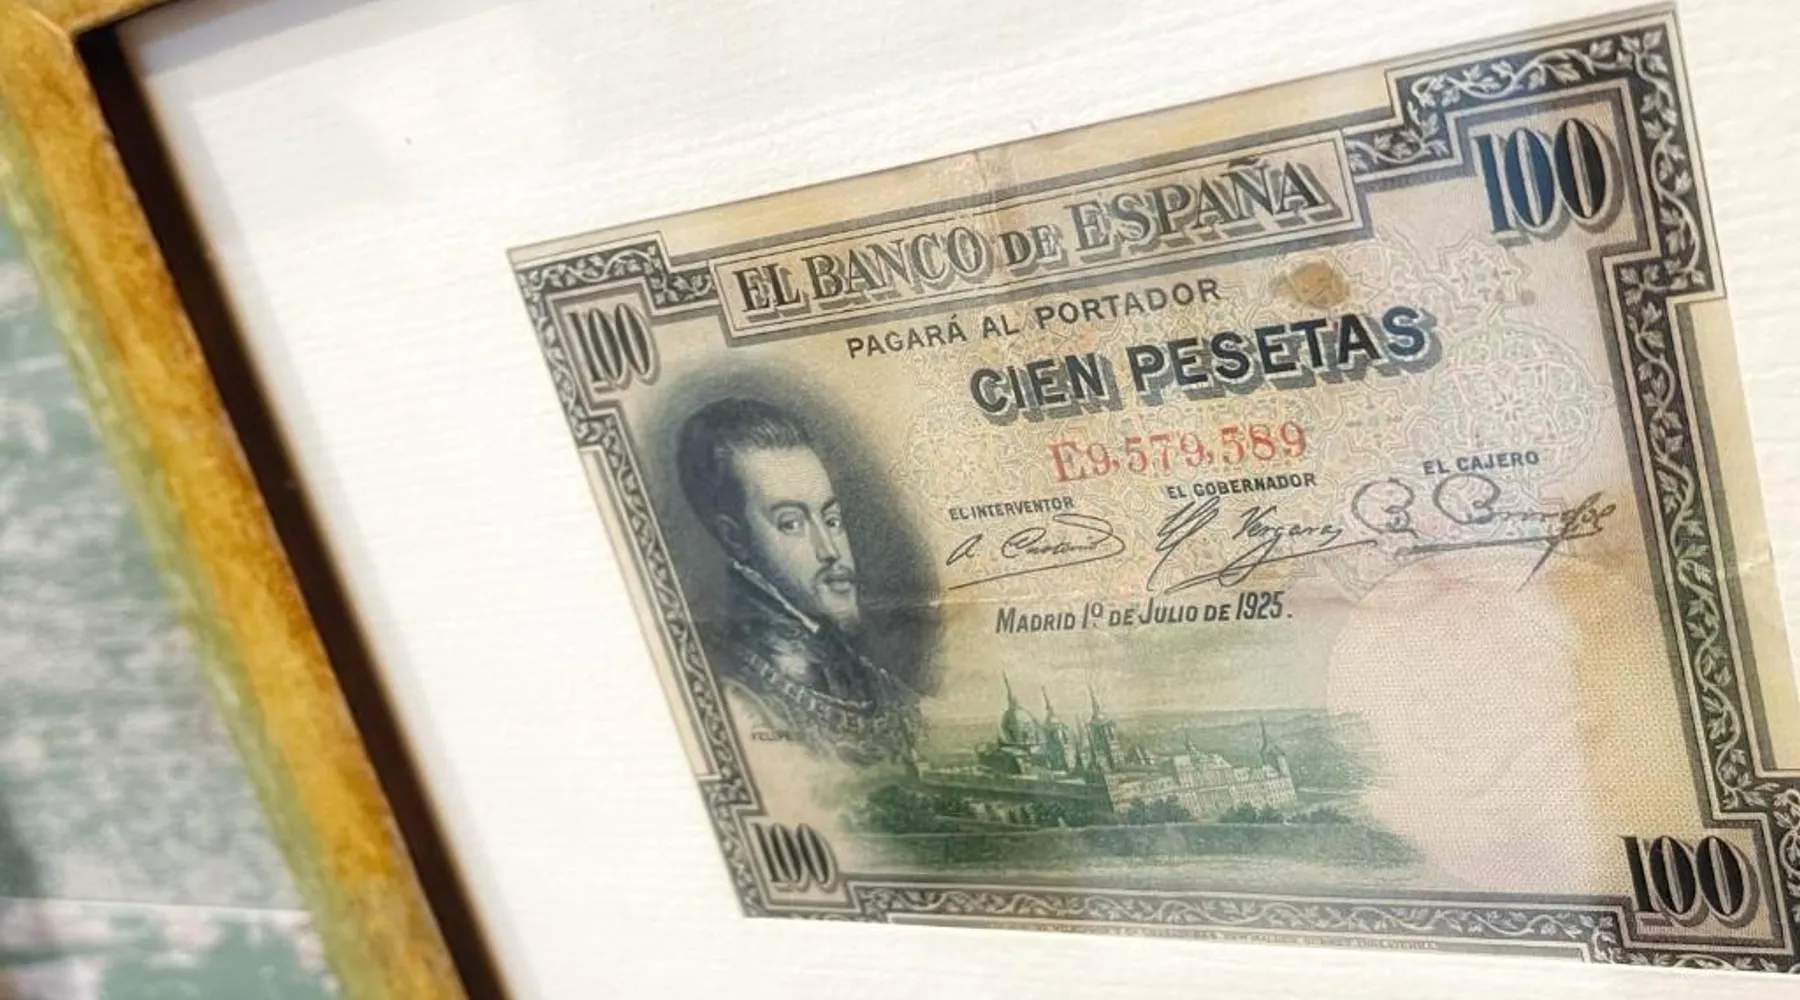 EL BANCO DE ESPAÑA
100
100
PAGARÁ AL PORTADOR
CIEN PESETAS
E9,579,589
EL INTERVENTOR
EL GOBERNADOR
EL CAJERO
MADRID 1º DE JULIO DE 1925.
FELIPE
100
100